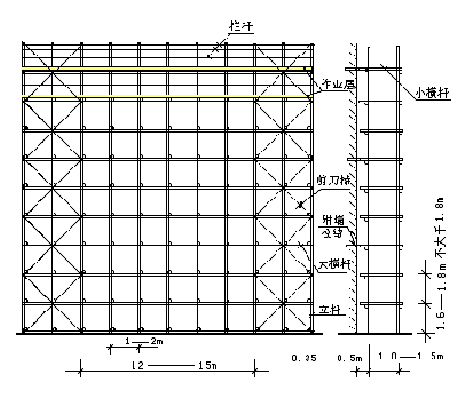 栏杆
作业层
小横杆
剪刀撑
附墙
大横杆
立杆
1.6—1.8m 不大于1.8m
1—2m
12—15m
0.35
0.5m
1.0—1.5m